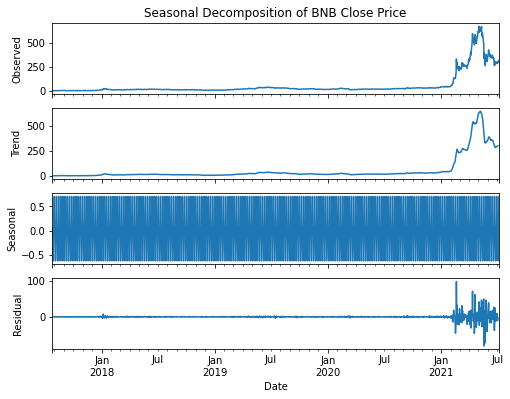 Seasonal Decomposition of BNB Close Price
500
250
0
Observed
500
250
0
Trend
0.5
0.0
−0.5
Seasonal
100
0
Residual
Jan Jul Jan Jul Jan Jul Jan Jul
2018 2019 2020 2021
Date